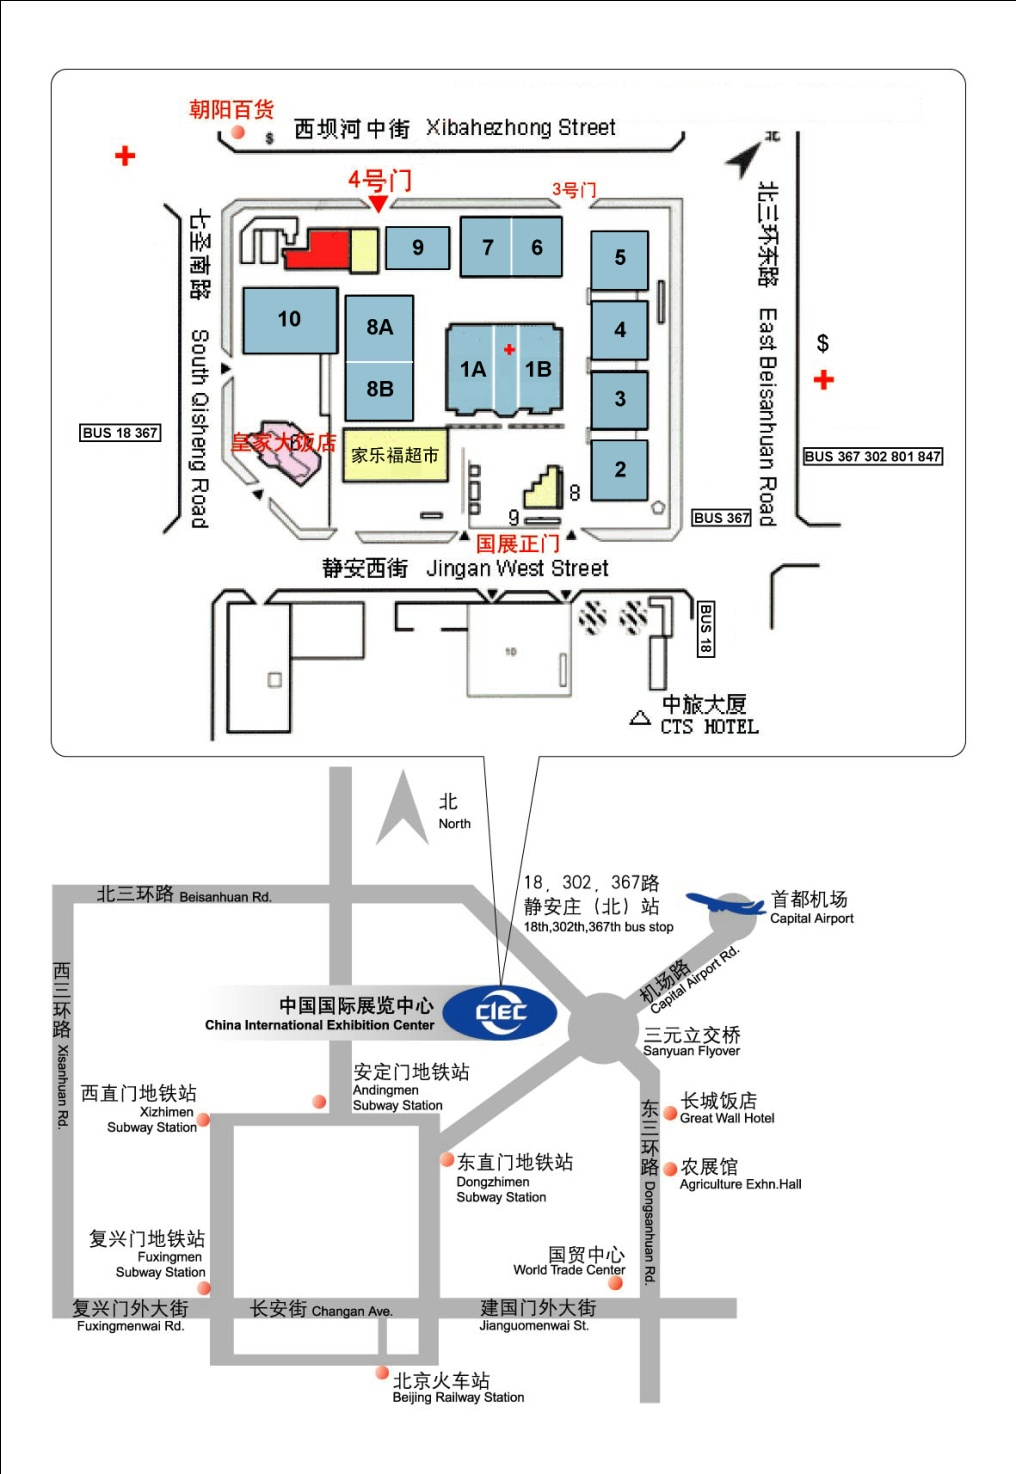 朝阳百货
$
西坝河中街 Xibahezhong Street
北
4号门
3号门
七圣南路 South Qisheng Road
北三环东路 East Beisanhuan Road
9
7
6
5
10
8A
8B
1A
1B
4
3
2
$
BUS 18 367
皇家大饭店
6
家乐福超市
8
9
BUS 367 302 801 847
BUS 367
国展正门
静安西街 Jingan West Street
BUS 18
10
中旅大厦
CTS HOTEL
北
North
北三环路 Beisanhuan Rd.
18，302，367路
静安庄（北）站
18th,302th,367th bus stop
首都机场
Capital Airport
机场路
Capital Airport Rd.
西三环路 Xisanhuan Rd.
中国国际展览中心
China International Exhibition Center
CIEC
三元立交桥
Sanyuan Flyover
安定门地铁站
Andingmen
Subway Station
西直门地铁站
Xizhimen
Subway Station
长城饭店
Great Wall Hotel
东三环路 Dongsanhuan Rd.
农展馆
Agriculture Exhn.Hall
东直门地铁站
Dongzhimen
Subway Station
复兴门地铁站
Fuxingmen
Subway Station
国贸中心
World Trade Center
复兴门外大街
Fuxingmenwai Rd.
长安街 Changan Ave.
建国门外大街
Jianguomenwai St.
北京火车站
Beijing Railway Station